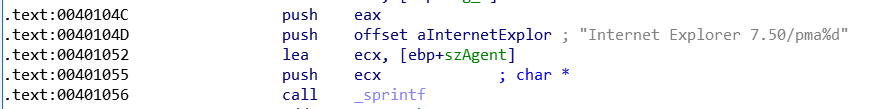 .text:0040104C push eax
.text:0040104D push offset aInternetExplor ; "Internet Explorer 7.50/pma%d"
.text:00401052 lea ecx, [ebp+szAgent]
.text:00401055 push ecx ; char *
.text:00401056 call _sprintf